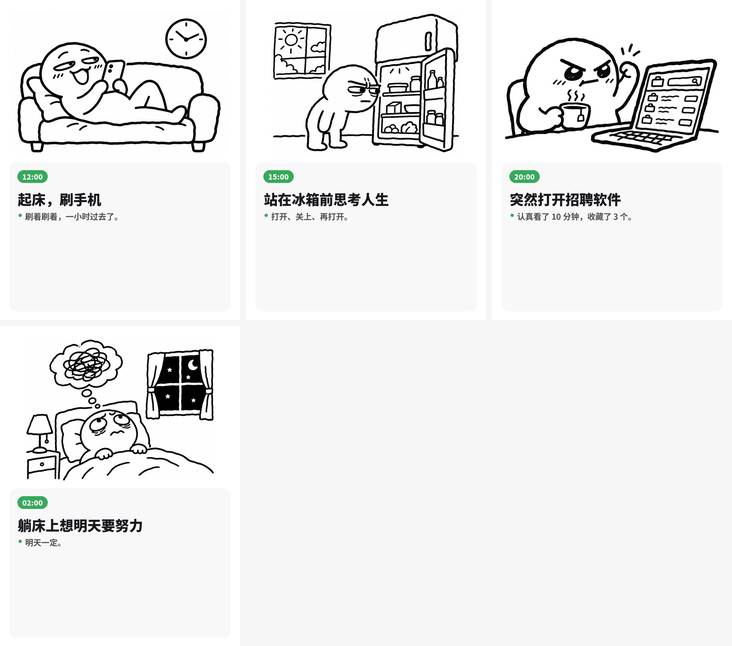 12:00
起床，刷手机
刷着刷着，一小时过去了。
15:00
站在冰箱前思考人生
打开、关上、再打开。
20:00
突然打开招聘软件
认真看了 10 分钟，收藏了 3 个。
02:00
躺床上想明天要努力
明天一定。